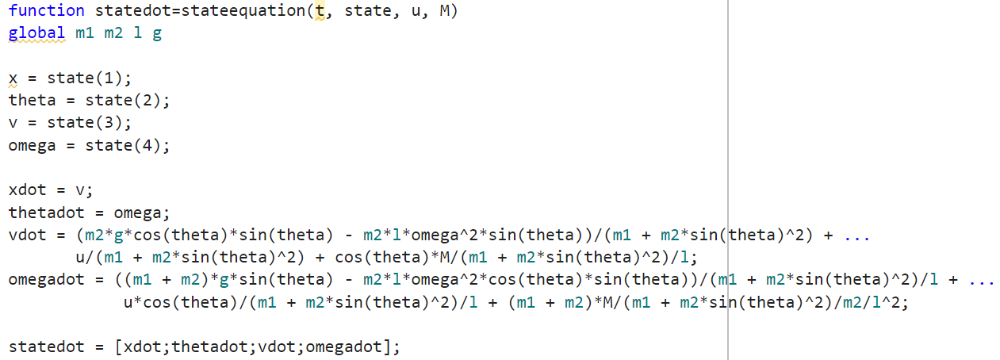 function statedot=stateequation(t, state, u, M)
global m1 m2 l g
x = state(1);
theta = state(2);
v = state(3);
omega = state(4);
xdot = v;
thetadot = omega;
vdot = (m2*g*cos(theta)*sin(theta) - m2*l*omega^2*sin(theta))/(m1 + m2*sin(theta)^2) + ...
u/(m1 + m2*sin(theta)^2) + cos(theta)*M/(m1 + m2*sin(theta)^2)/l;
omegadot = ((m1 + m2)*g*sin(theta) - m2*l*omega^2*cos(theta)*sin(theta))/(m1 + m2*sin(theta)^2)/l + ...
u*cos(theta)/(m1 + m2*sin(theta)^2)/l + (m1 + m2)*M/(m1 + m2*sin(theta)^2)/m2/l^2;
statedot = [xdot;thetadot;vdot;omegadot];